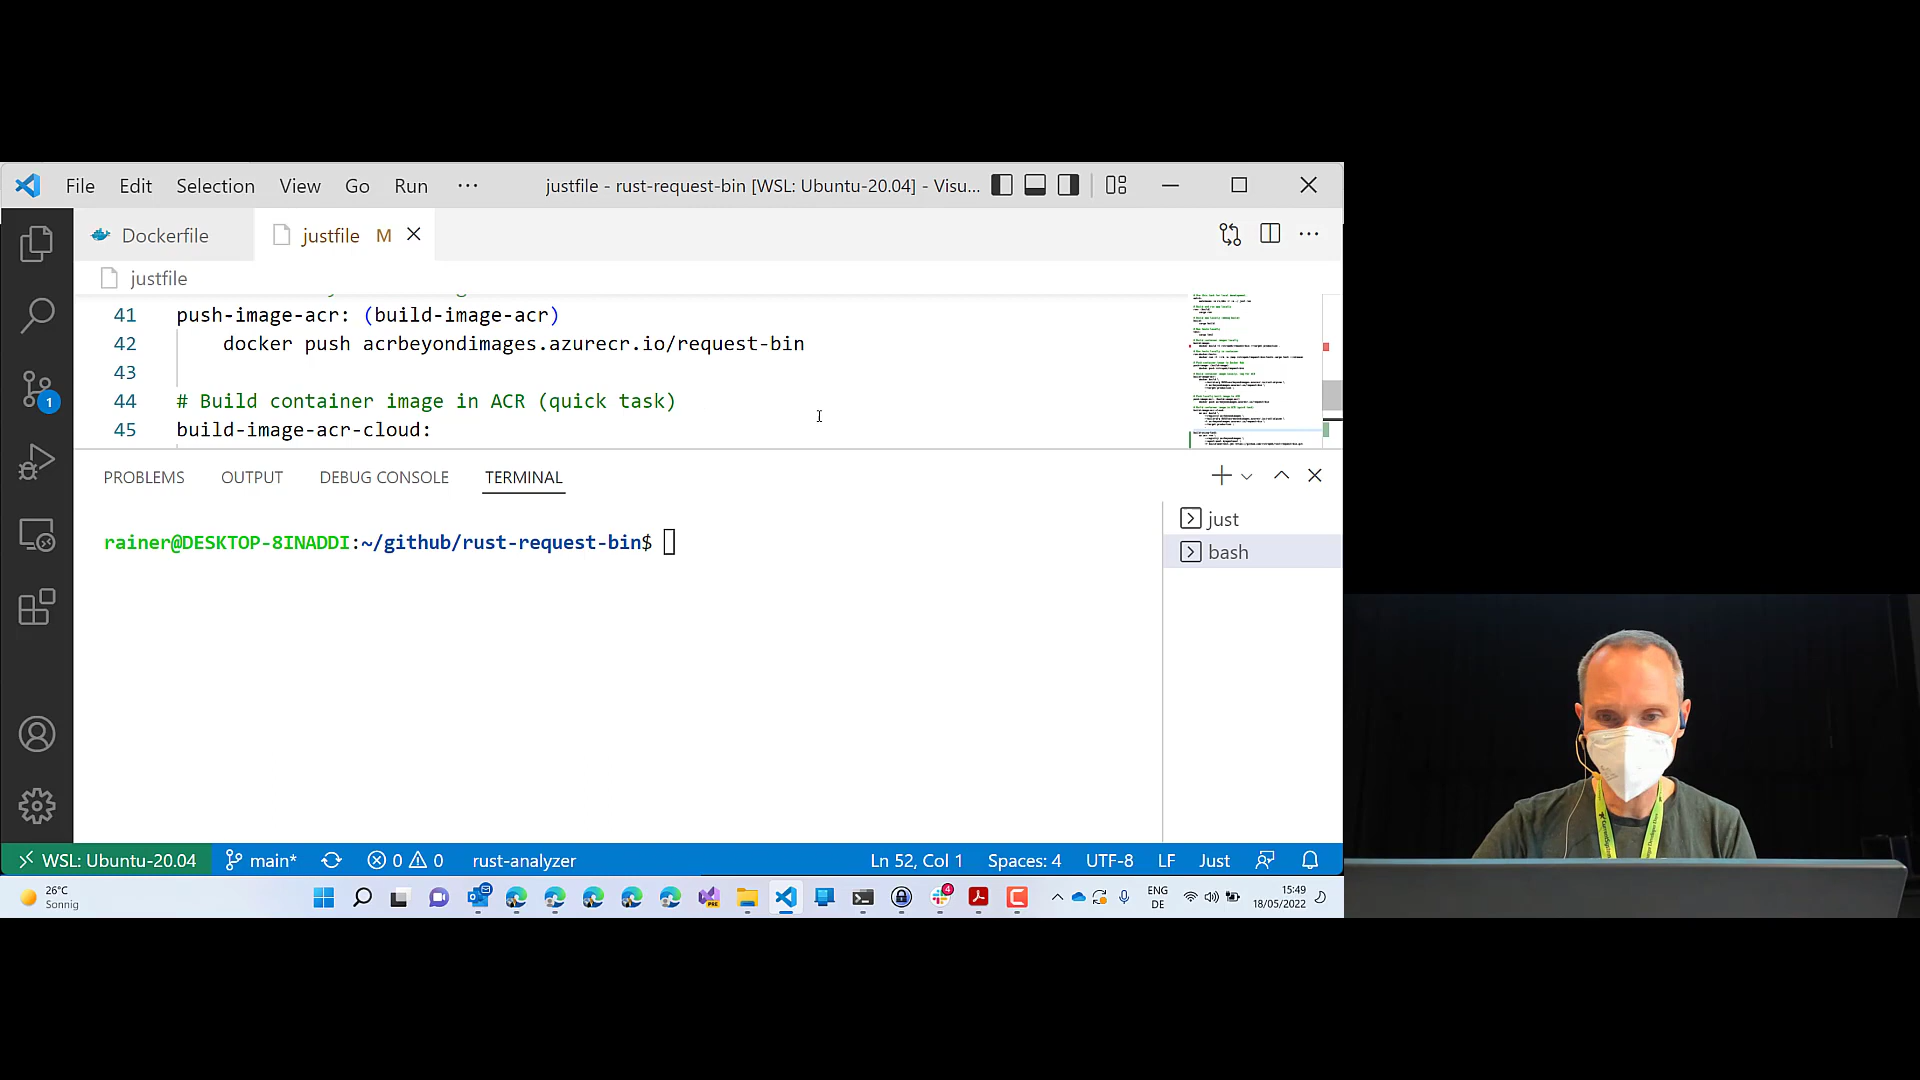 File Edit Selection View Go Run ··· justfile - rust-request-bin [WSL: Ubuntu-20.04] - Visu...
Dockerfile justfile M
justfile
41 push-image-acr: (build-image-acr)
42 docker push acrbeyondimages.azurecr.io/request-bin
43
44 # Build container image in ACR (quick task)
45 build-image-acr-cloud:
PROBLEMS OUTPUT DEBUG CONSOLE TERMINAL
just
rainer@DESKTOP-8INADDI:~/github/rust-request-bin$
bash
1
WSL: Ubuntu-20.04 main* 0 0 rust-analyzer Ln 52, Col 1 Spaces: 4 UTF-8 LF Just
26°C
Sonnig
PRE
4
ENG
DE
15:49
18/05/2022